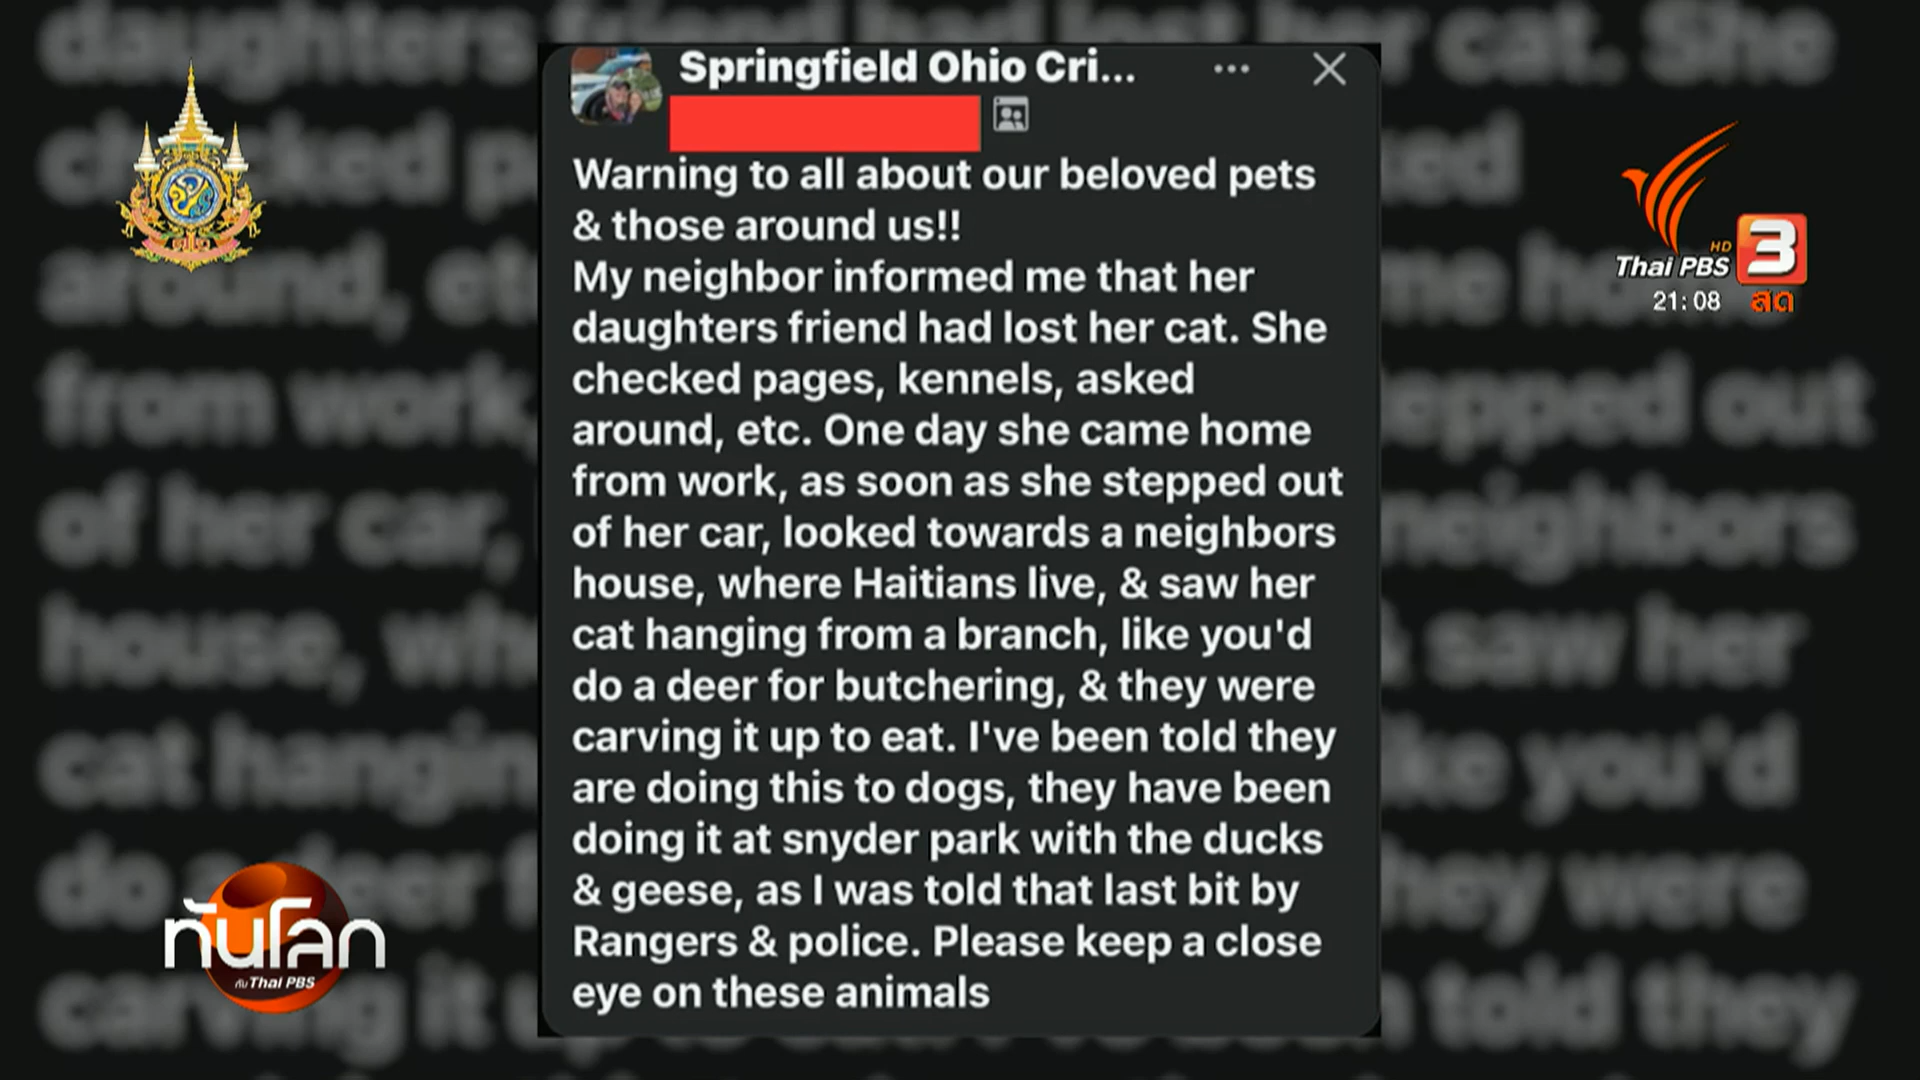 Springfield Ohio Cri...
Warning to all about our beloved pets
& those around us!!
My neighbor informed me that her
daughters friend had lost her cat. She
checked pages, kennels, asked
around, etc. One day she came home
from work, as soon as she stepped out
of her car, looked towards a neighbors
house, where Haitians live, & saw her
cat hanging from a branch, like you'd
do a deer for butchering, & they were
carving it up to eat. I've been told they
are doing this to dogs, they have been
doing it at snyder park with the ducks
& geese, as I was told that last bit by
Rangers & police. Please keep a close
eye on these animals
Thai PBS HD 3
21:08 สด
ทันโลก
กับ Thai PBS